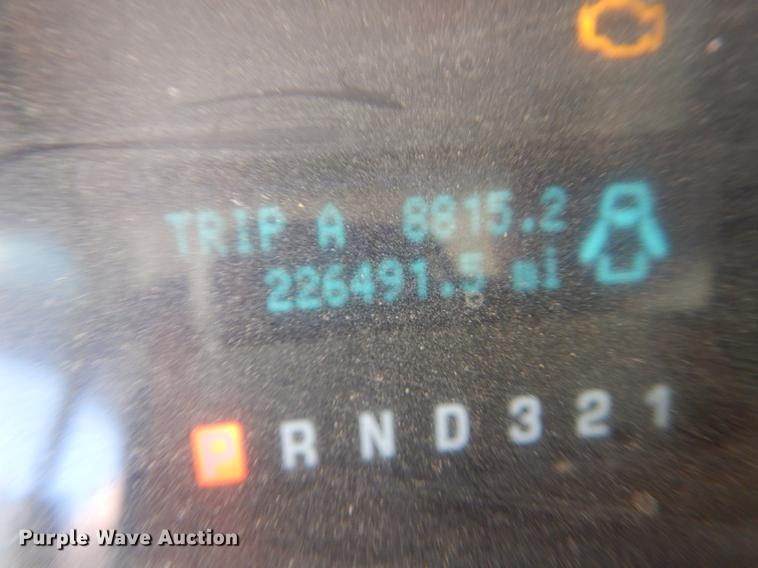 TRIP A 8815.2
226491.5 mi
P R N D 3 2 1
Purple Wave Auction